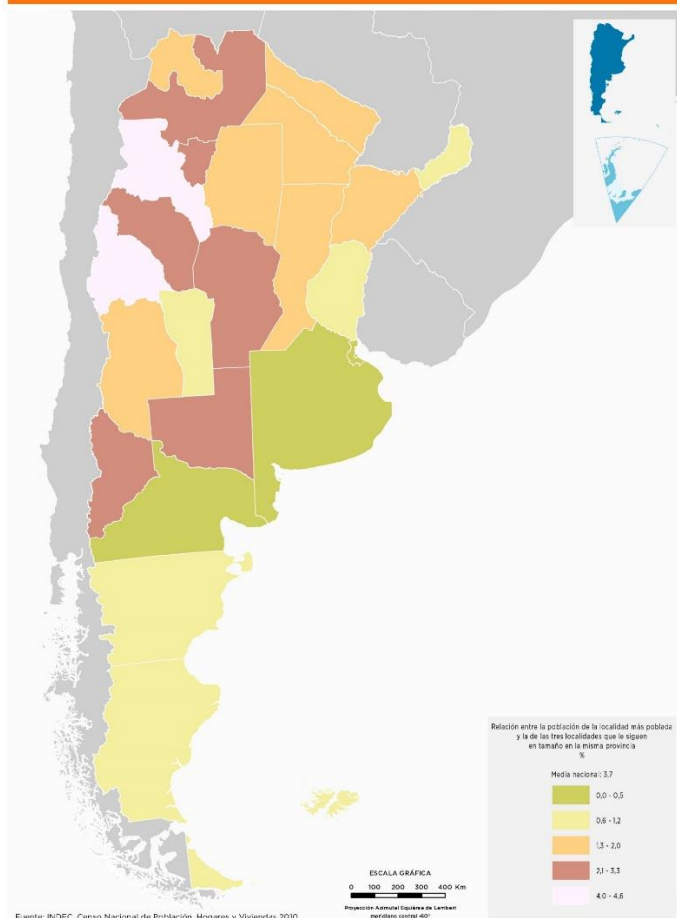 Relación entre la población de la localidad más poblada
y la de las tres localidades que le siguen
en tamaño en la misma provincia
%
Media nacional: 3,7
0,0 - 0,5
0,6 - 1,2
1,3 - 2,0
2,1 - 3,3
4,0 - 4,6
ESCALA GRÁFICA
0 100 200 300 400 Km
Proyección Azimutal Equiárea de Lambert
meridiano central -60°
Fuente: INDEC. Censo Nacional de Población, Hogares y Viviendas 2010.